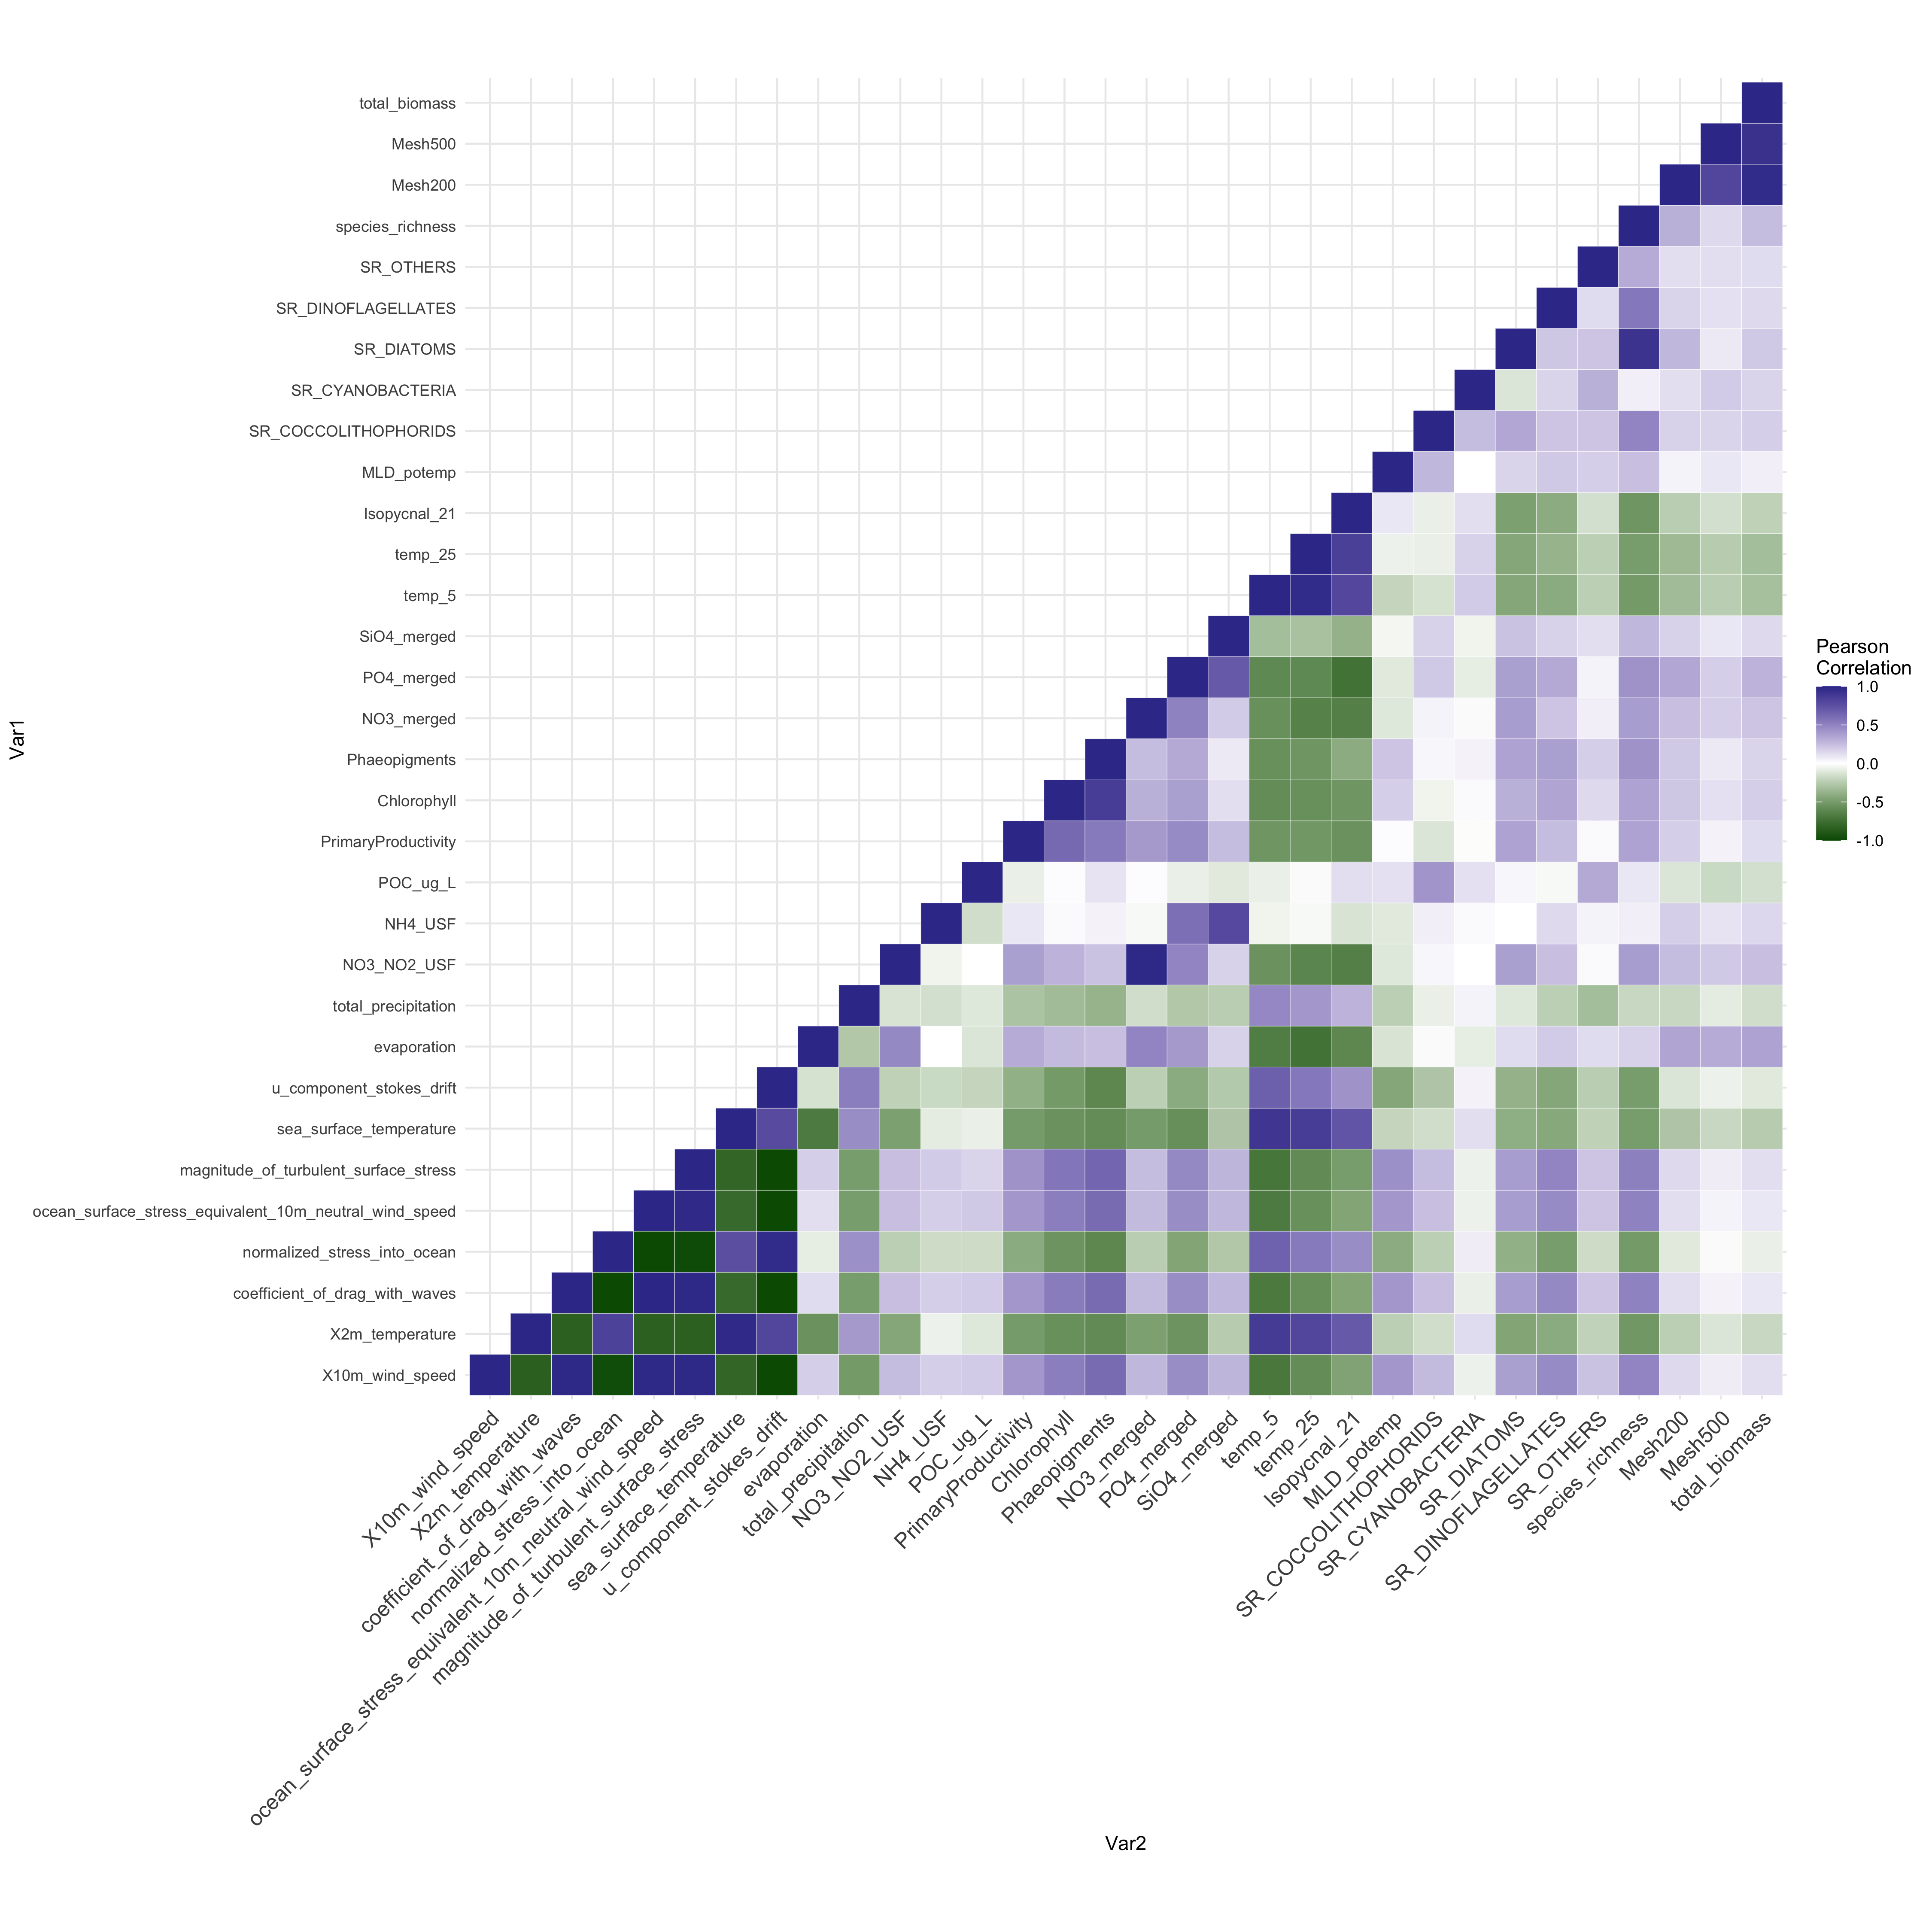 total_biomass
Mesh500
Mesh200
species_richness
SR_OTHERS
SR_DINOFLAGELLATES
SR_DIATOMS
SR_CYANOBACTERIA
SR_COCCOLITHOPHORIDS
MLD_potemp
Isopycnal_21
temp_25
temp_5
SiO4_merged
PO4_merged
NO3_merged
Phaeopigments
Chlorophyll
PrimaryProductivity
POC_ug_L
NH4_USF
NO3_NO2_USF
total_precipitation
evaporation
u_component_stokes_drift
sea_surface_temperature
magnitude_of_turbulent_surface_stress
ocean_surface_stress_equivalent_10m_neutral_wind_speed
normalized_stress_into_ocean
coefficient_of_drag_with_waves
X2m_temperature
X10m_wind_speed
Var1
X10m_wind_speed
X2m_temperature
coefficient_of_drag_with_waves
normalized_stress_into_ocean
ocean_surface_stress_equivalent_10m_neutral_wind_speed
magnitude_of_turbulent_surface_stress
sea_surface_temperature
u_component_stokes_drift
evaporation
total_precipitation
NO3_NO2_USF
NH4_USF
POC_ug_L
PrimaryProductivity
Chlorophyll
Phaeopigments
NO3_merged
PO4_merged
SiO4_merged
temp_5
temp_25
Isopycnal_21
MLD_potemp
SR_COCCOLITHOPHORIDS
SR_CYANOBACTERIA
SR_DIATOMS
SR_DINOFLAGELLATES
SR_OTHERS
species_richness
Mesh200
Mesh500
total_biomass
Var2
Pearson
Correlation
1.0
0.5
0.0
-0.5
-1.0